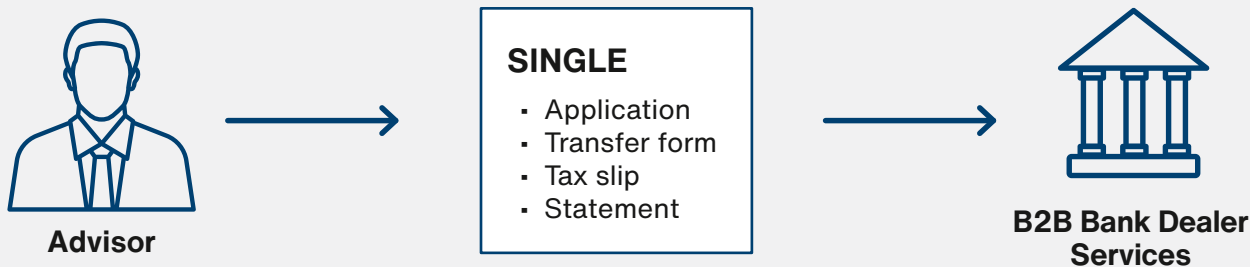 SINGLE
▪ Application
▪ Transfer form
▪ Tax slip
▪ Statement
Advisor
B2B Bank Dealer
Services